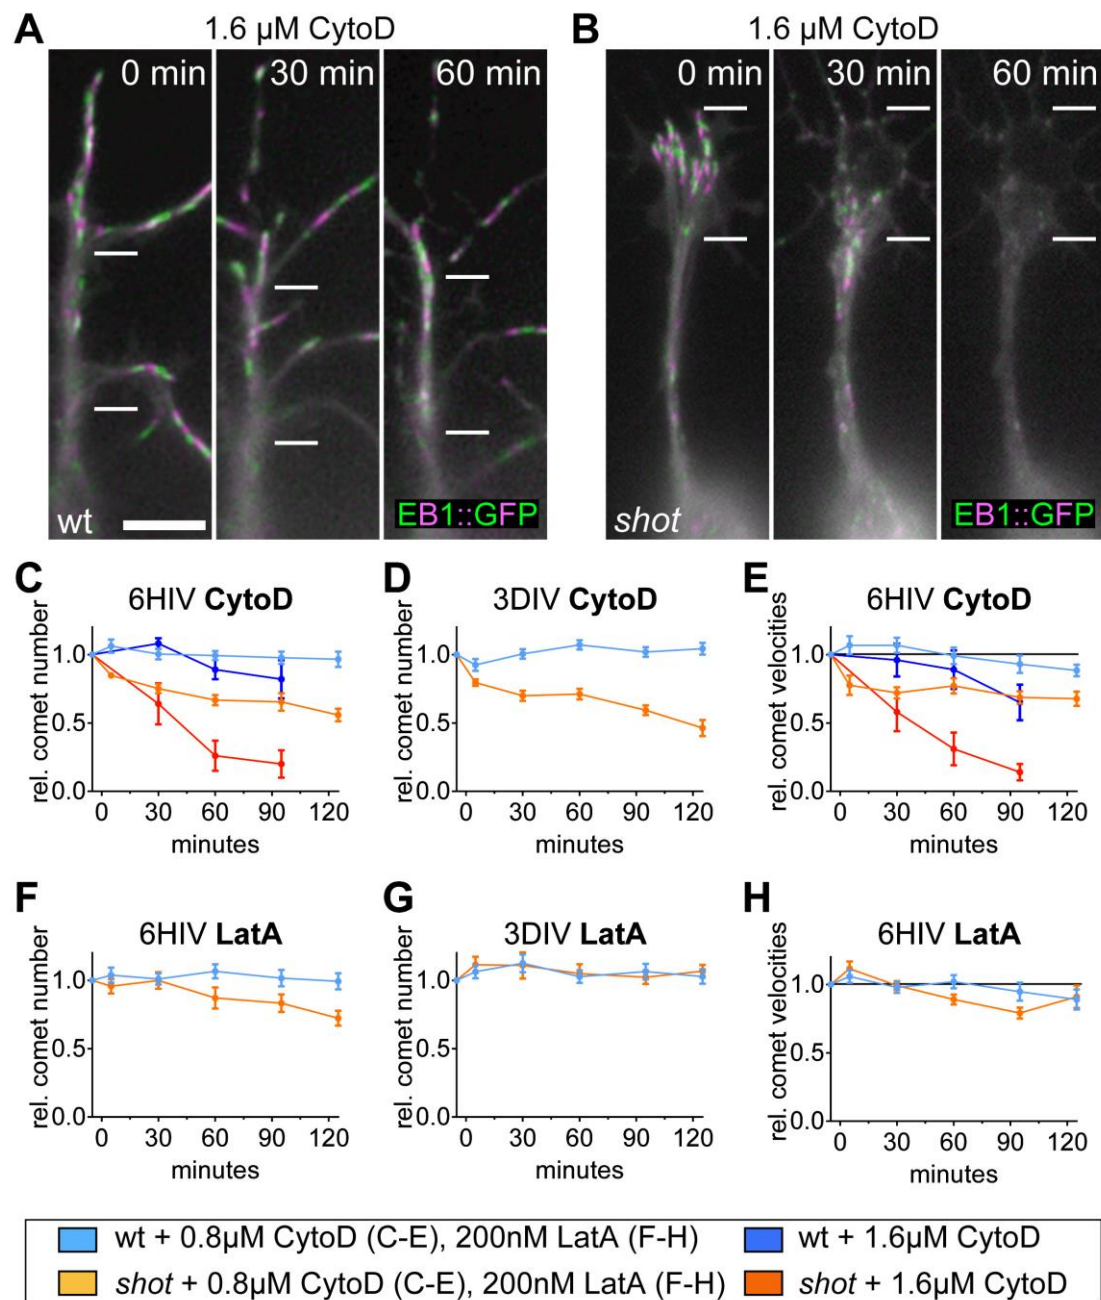 A
1.6 µM CytoD
B
1.6 µM CytoD
0 min
30 min
60 min
0 min
30 min
60 min
wt
EB1::GFP
shot
EB1::GFP
C
6HIV CytoD
rel. comet number
1.0
0.5
0.0
0 30 60 90 120
minutes
D
3DIV CytoD
rel. comet number
1.0
0.5
0.0
0 30 60 90 120
minutes
E
6HIV CytoD
rel. comet velocities
1.0
0.5
0.0
0 30 60 90 120
minutes
F
6HIV LatA
rel. comet number
1.0
0.5
0.0
0 30 60 90 120
minutes
G
3DIV LatA
rel. comet number
1.0
0.5
0.0
0 30 60 90 120
minutes
H
6HIV LatA
rel. comet velocities
1.0
0.5
0.0
0 30 60 90 120
minutes
wt + 0.8µM CytoD (C-E), 200nM LatA (F-H)
wt + 1.6µM CytoD
shot + 0.8µM CytoD (C-E), 200nM LatA (F-H)
shot + 1.6µM CytoD